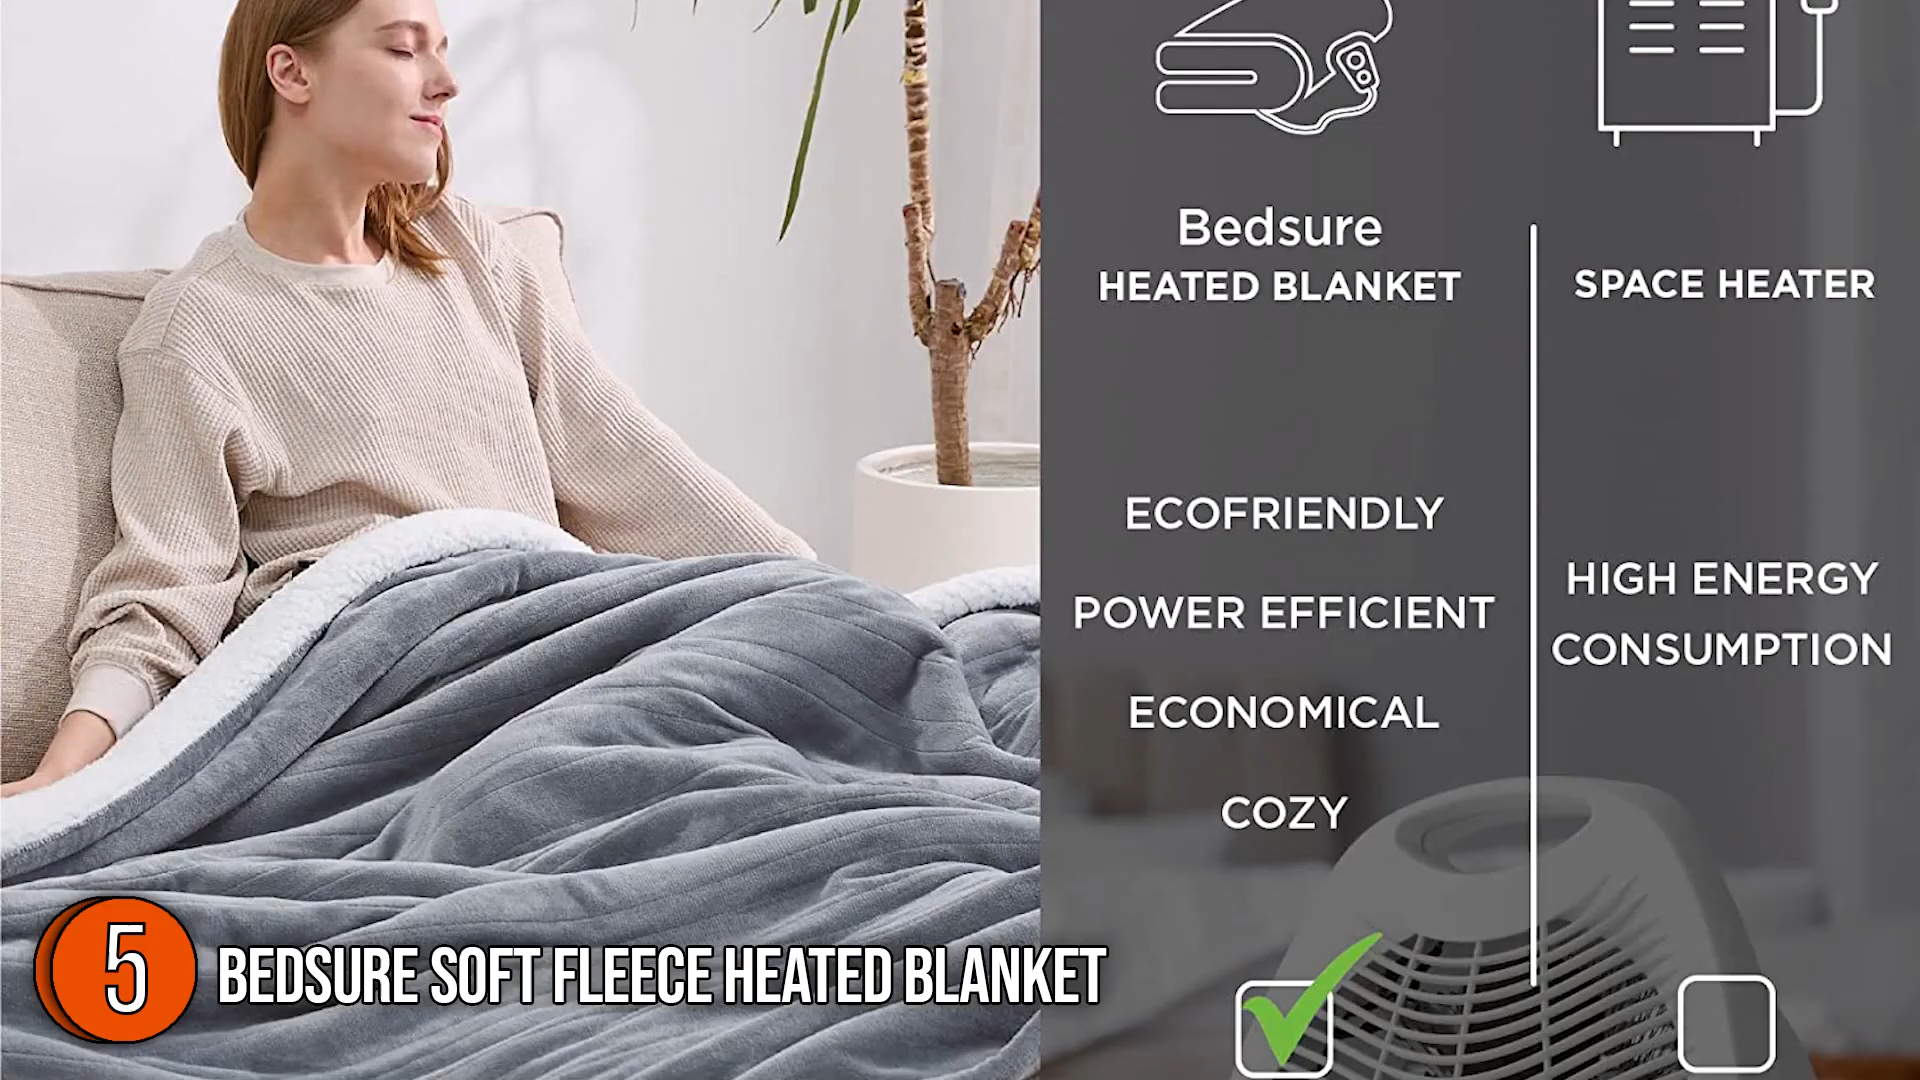 Bedsure
HEATED BLANKET
SPACE HEATER
ECOFRIENDLY
POWER EFFICIENT
ECONOMICAL
COZY
HIGH ENERGY
CONSUMPTION
5
BEDSURE SOFT FLEECE HEATED BLANKET